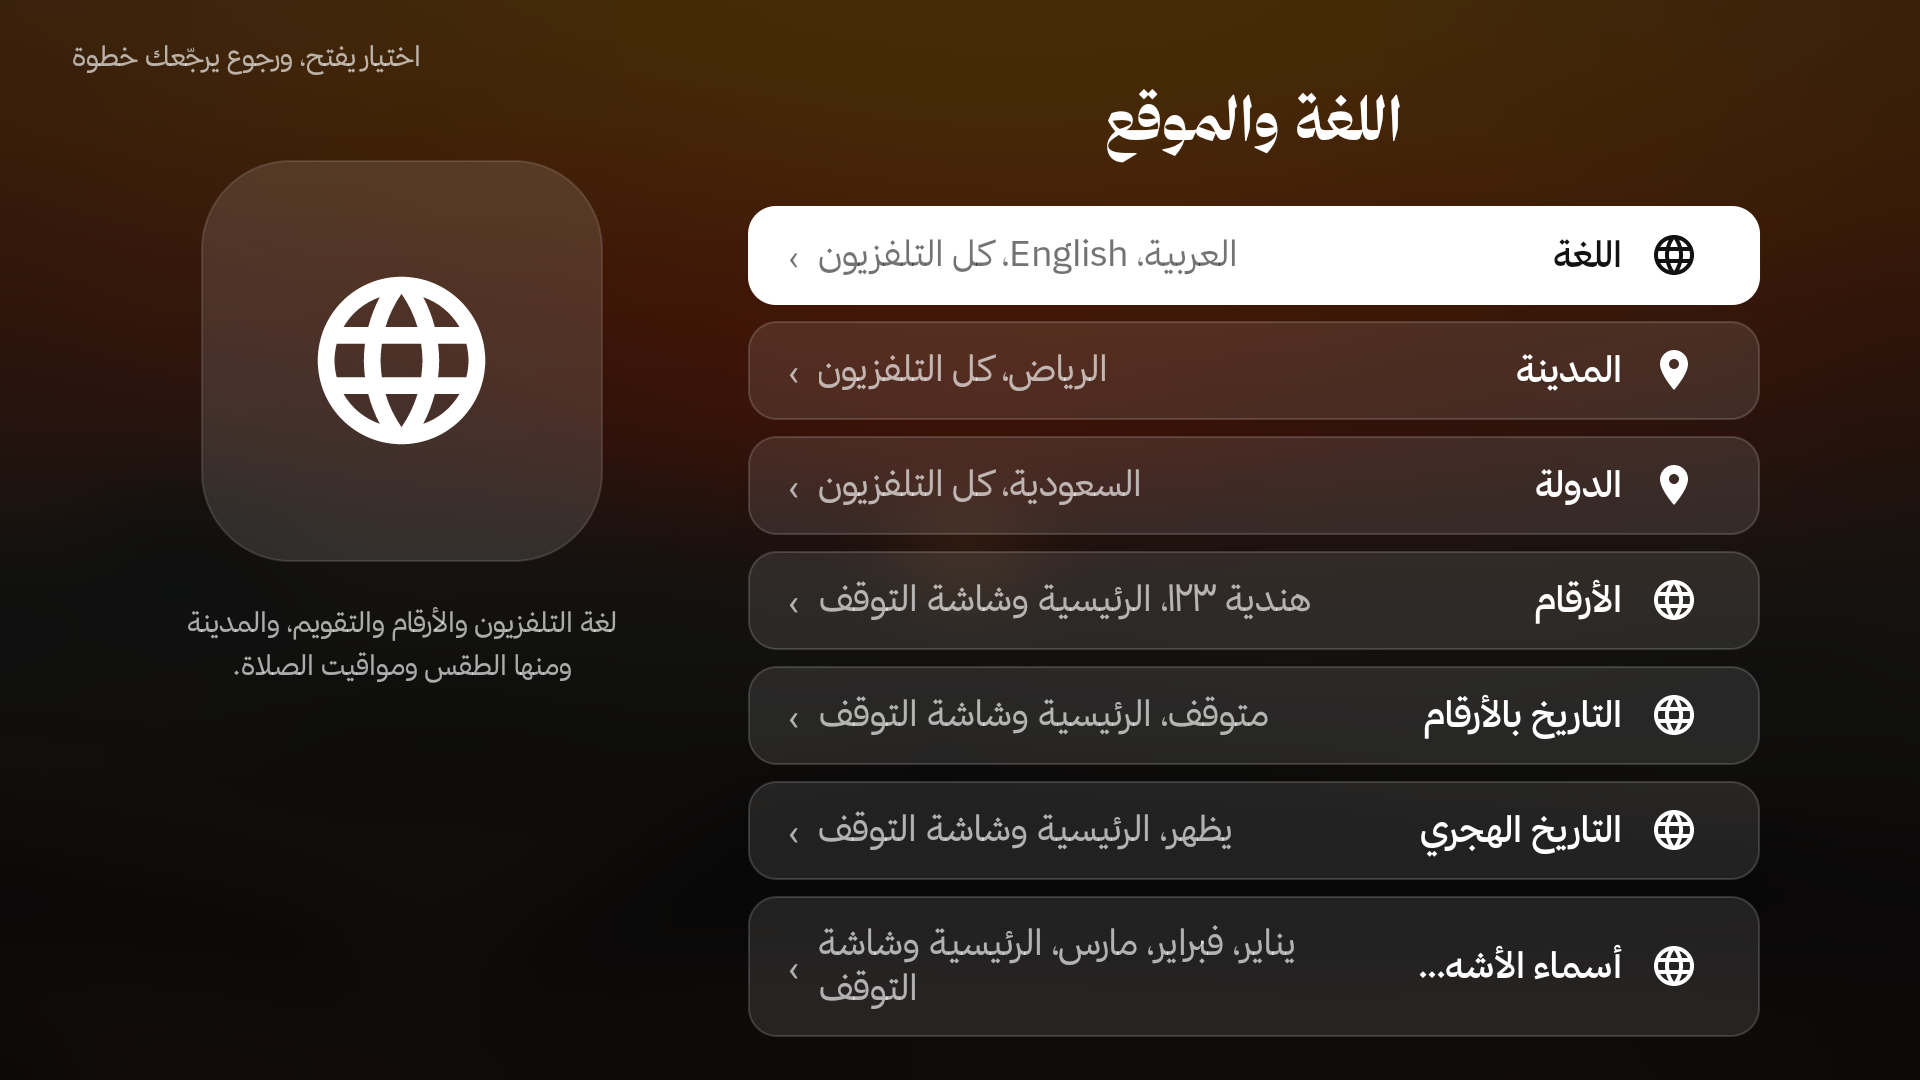 اختيار يفتح، ورجوع يرجّعك خطوة
اللغة والموقع
اللغة
العربية، English، كل التلفزيون ‹
المدينة
الرياض، كل التلفزيون ‹
الدولة
السعودية، كل التلفزيون ‹
الأرقام
هندية ١٢٣، الرئيسية وشاشة التوقف ‹
التاريخ بالأرقام
متوقف، الرئيسية وشاشة التوقف ‹
التاريخ الهجري
يظهر، الرئيسية وشاشة التوقف ‹
أسماء الأشه...
يناير، فبراير، مارس، الرئيسية وشاشة
التوقف ‹
لغة التلفزيون والأرقام والتقويم، والمدينة
ومنها الطقس ومواقيت الصلاة.